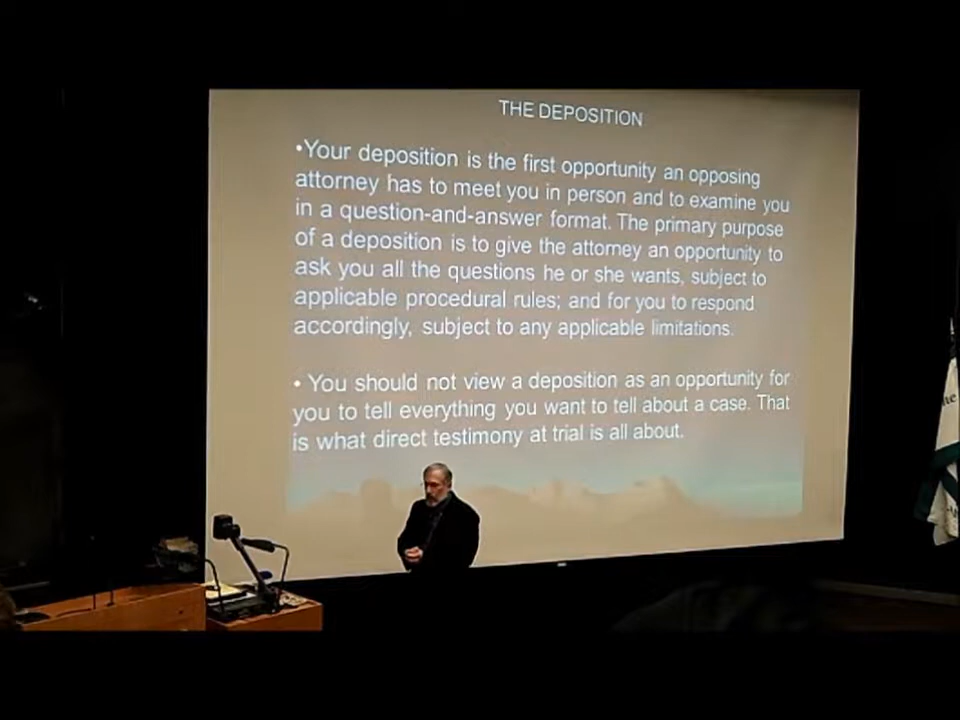 THE DEPOSITION
•Your deposition is the first opportunity an opposing
attorney has to meet you in person and to examine you
in a question-and-answer format. The primary purpose
of a deposition is to give the attorney an opportunity to
ask you all the questions he or she wants, subject to
applicable procedural rules; and for you to respond
accordingly, subject to any applicable limitations.
• You should not view a deposition as an opportunity for
you to tell everything you want to tell about a case. That
is what direct testimony at trial is all about.